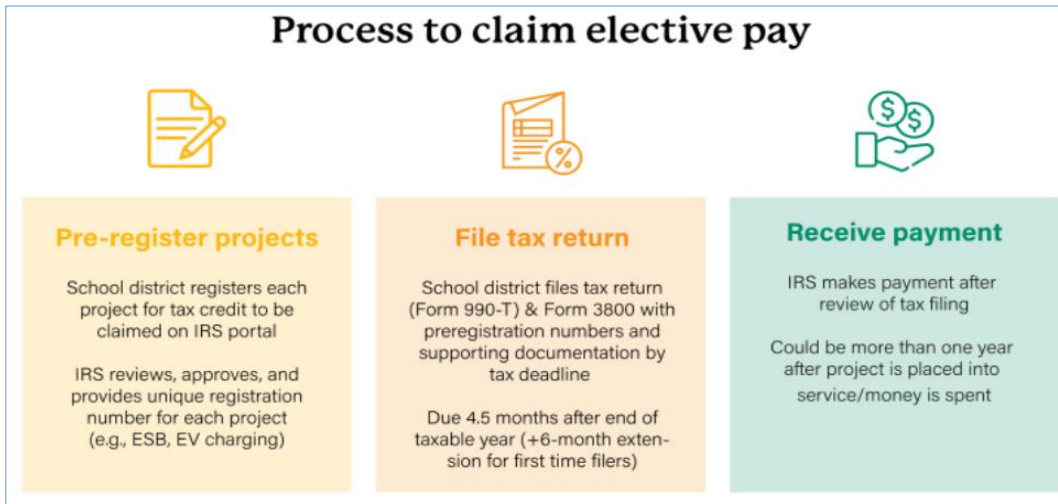 Process to claim elective pay
%
$
$
Pre-register projects
School district registers each
project for tax credit to be
claimed on IRS portal
IRS reviews, approves, and
provides unique registration
number for each project
(e.g., ESB, EV charging)
File tax return
School district files tax return
(Form 990-T) & Form 3800 with
preregistration numbers and
supporting documentation by
tax deadline
Due 4.5 months after end of
taxable year (+6-month exten-
sion for first time filers)
Receive payment
IRS makes payment after
review of tax filing
Could be more than one year
after project is placed into
service/money is spent